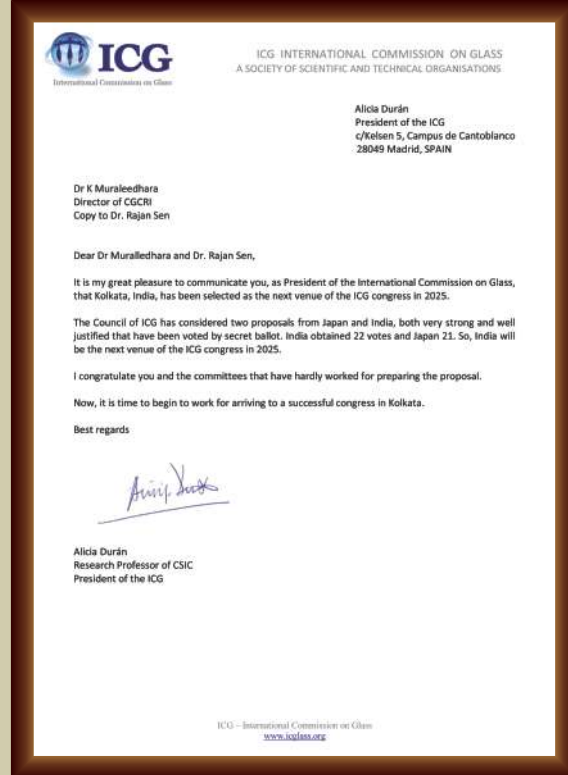 ICG
International Commission on Glass
ICG INTERNATIONAL COMMISSION ON GLASS
A SOCIETY OF SCIENTIFIC AND TECHNICAL ORGANISATIONS
Alicia Durán
President of the ICG
c/Kelsen 5, Campus de Cantoblanco
28049 Madrid, SPAIN
Dr K Muraleedhara
Director of CGCRI
Copy to Dr. Rajan Sen
Dear Dr Muralledhara and Dr. Rajan Sen,
It is my great pleasure to communicate you, as President of the International Commission on Glass,
that Kolkata, India, has been selected as the next venue of the ICG congress in 2025.
The Council of ICG has considered two proposals from Japan and India, both very strong and well
justified that have been voted by secret ballot. India obtained 22 votes and Japan 21. So, India will
be the next venue of the ICG congress in 2025.
I congratulate you and the committees that have hardly worked for preparing the proposal.
Now, it is time to begin to work for arriving to a successful congress in Kolkata.
Best regards
Alicia Durán
Research Professor of CSIC
President of the ICG
ICG – International Commission on Glass
www.icglass.org